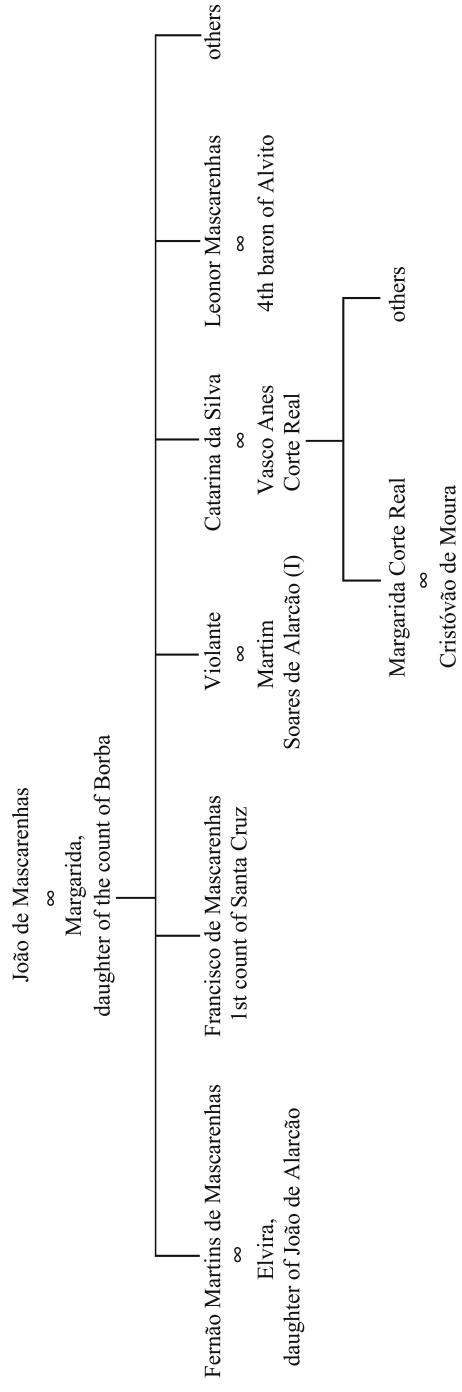 João de Mascarenhas
∞
Margarida,
daughter of the count of Borba
Fernão Martins de Mascarenhas
∞
Elvira,
daughter of João de Alarcão
Francisco de Mascarenhas
1st count of Santa Cruz
Violante
∞
Martim
Soares de Alarcão (I)
Catarina da Silva
∞
Vasco Anes
Corte Real
Leonor Mascarenhas
∞
4th baron of Alvito
others
Margarida Corte Real
∞
Cristóvão de Moura
others